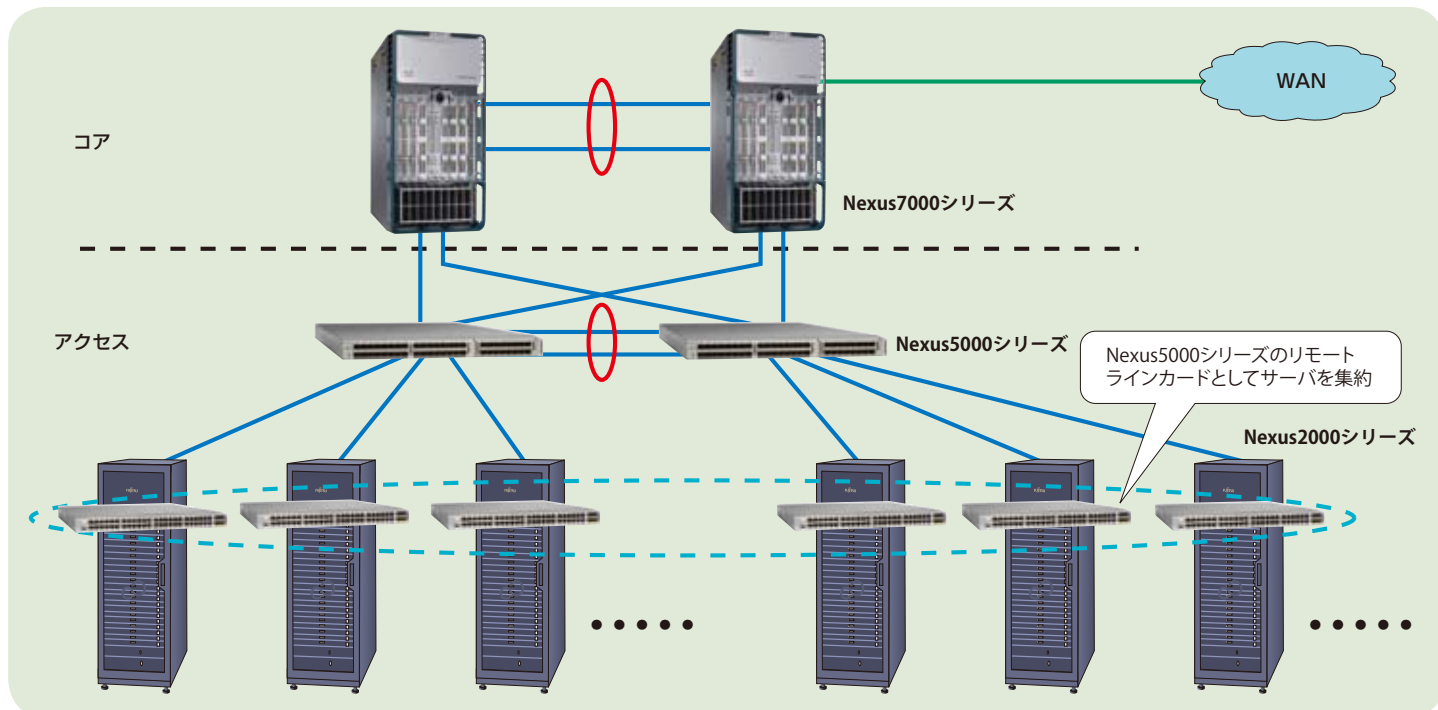 WAN
コア
Nexus7000シリーズ
アクセス
Nexus5000シリーズ
Nexus5000シリーズのリモート
ラインカードとしてサーバを集約
Nexus2000シリーズ